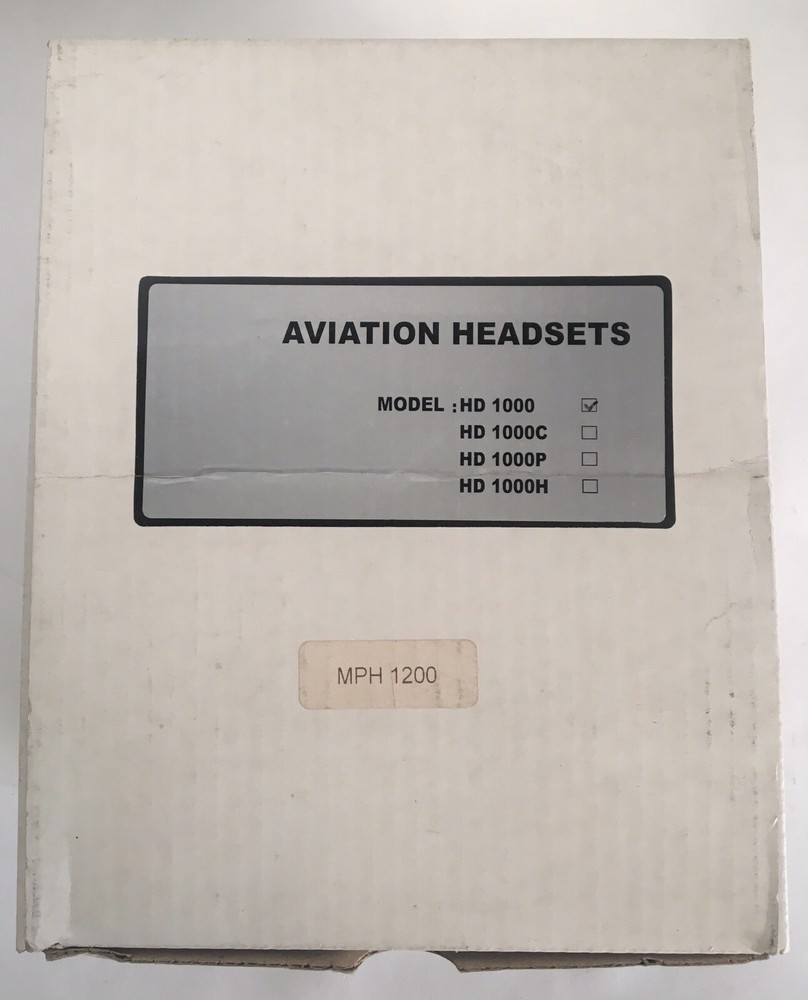 AVIATION HEADSETS
MODEL : HD 1000 ☑
HD 1000C ☐
HD 1000P ☐
HD 1000H ☐
MPH 1200